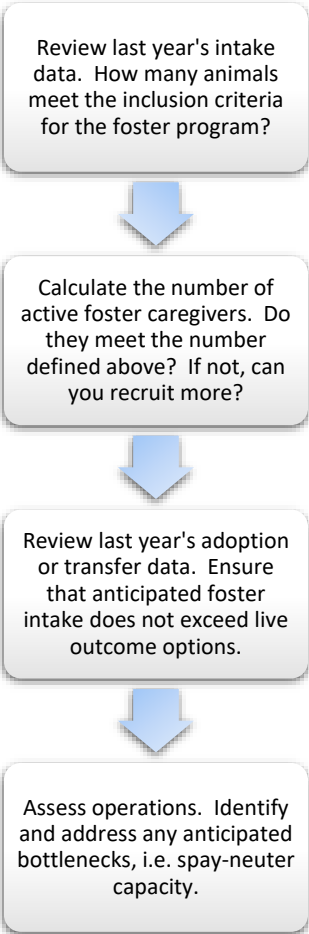 Review last year's intake
data.  How many animals
meet the inclusion criteria
for the foster program?
Calculate the number of
active foster caregivers.  Do
they meet the number
defined above?  If not, can
you recruit more?
Review last year's adoption
or transfer data.  Ensure
that anticipated foster
intake does not exceed live
outcome options.
Assess operations.  Identify
and address any anticipated
bottlenecks, i.e. spay-neuter
capacity.